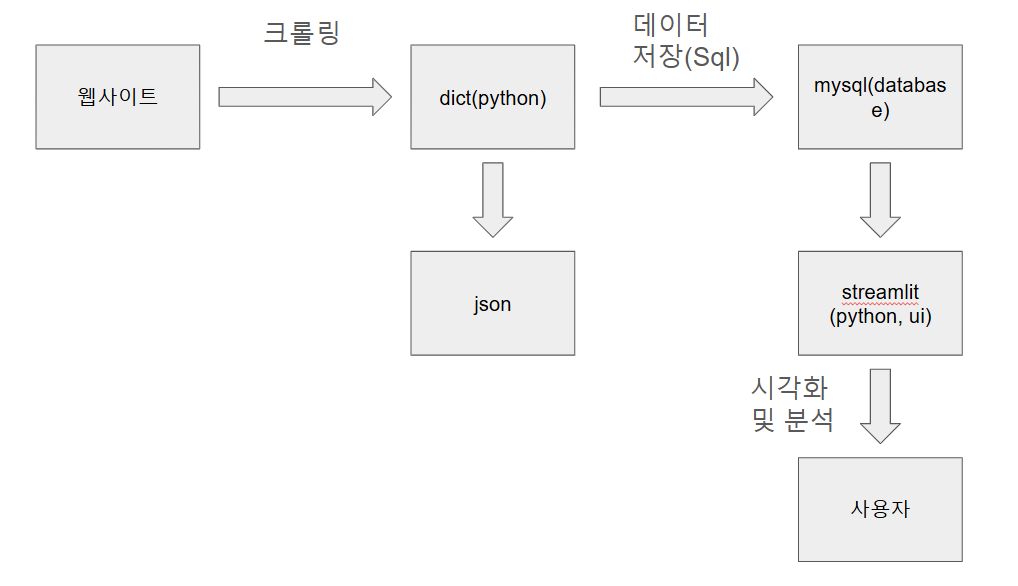 크롤링
데이터
저장(Sql)
웹사이트
dict(python)
mysql(databas
e)
json
streamlit
(python, ui)
시각화
및 분석
사용자